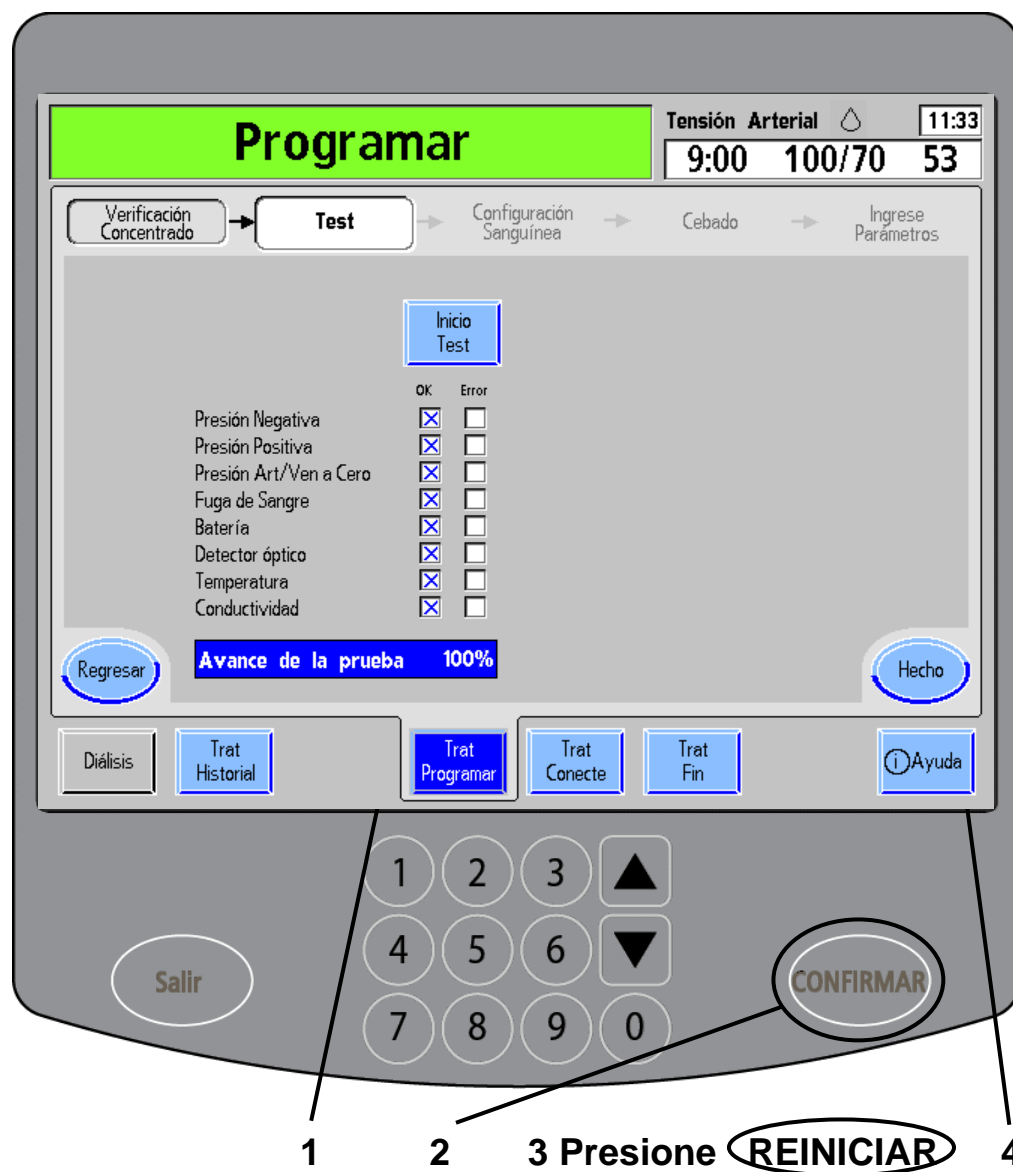 Programar
Tensión Arterial 11:33
9:00 100/70 53
Verificación
Concentrado
Test
Configuración
Sanguínea
Cebado
Ingrese
Parámetros
Inicio
Test
OK Error
Presión Negativa
Presión Positiva
Presión Art/Ven a Cero
Fuga de Sangre
Batería
Detector óptico
Temperatura
Conductividad
Regresar
Avance de la prueba 100%
Hecho
Diálisis
Trat
Historial
Trat
Programar
Trat
Conecte
Trat
Fin
iAyuda
1 2 3
4 5 6
Salir
CONFIRMAR
7 8 9 0
1 2 3 Presione REINICIAR 4